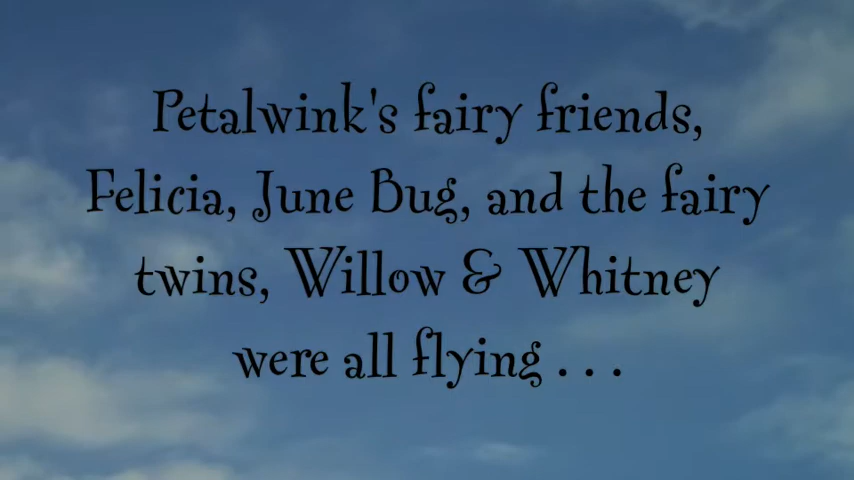 Petalwink's fairy friends,
Felicia, June Bug, and the fairy
twins, Willow & Whitney
were all flying . . .